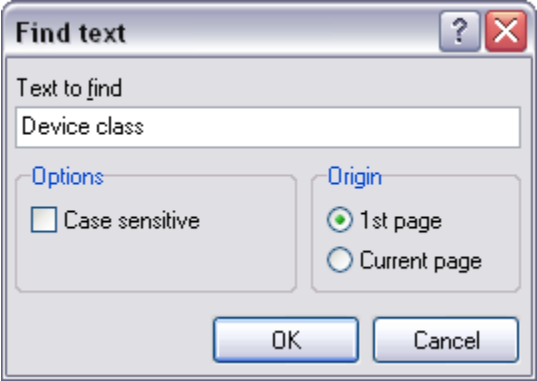 Find text
Text to find
Device class
Options
Case sensitive
Origin
1st page
Current page
OK
Cancel